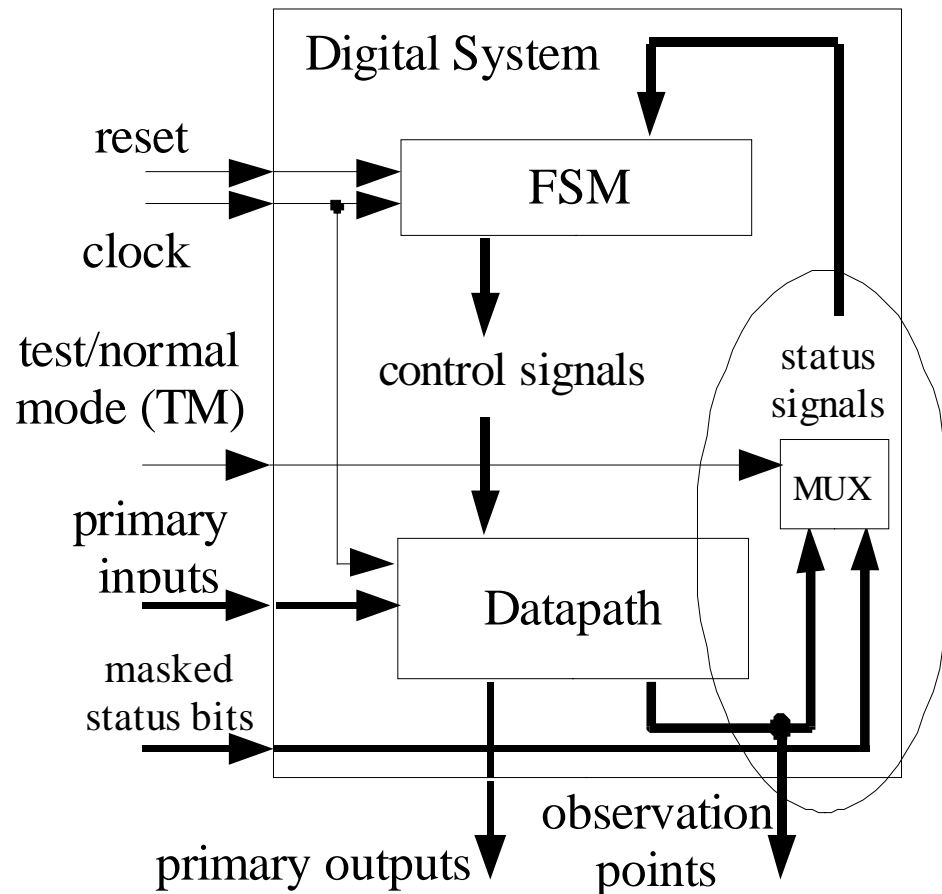 Digital System
reset
FSM
clock
test/normal
mode (TM)
control signals
status
signals
MUX
primary
inputs
Datapath
masked
status bits
observation
points
primary outputs